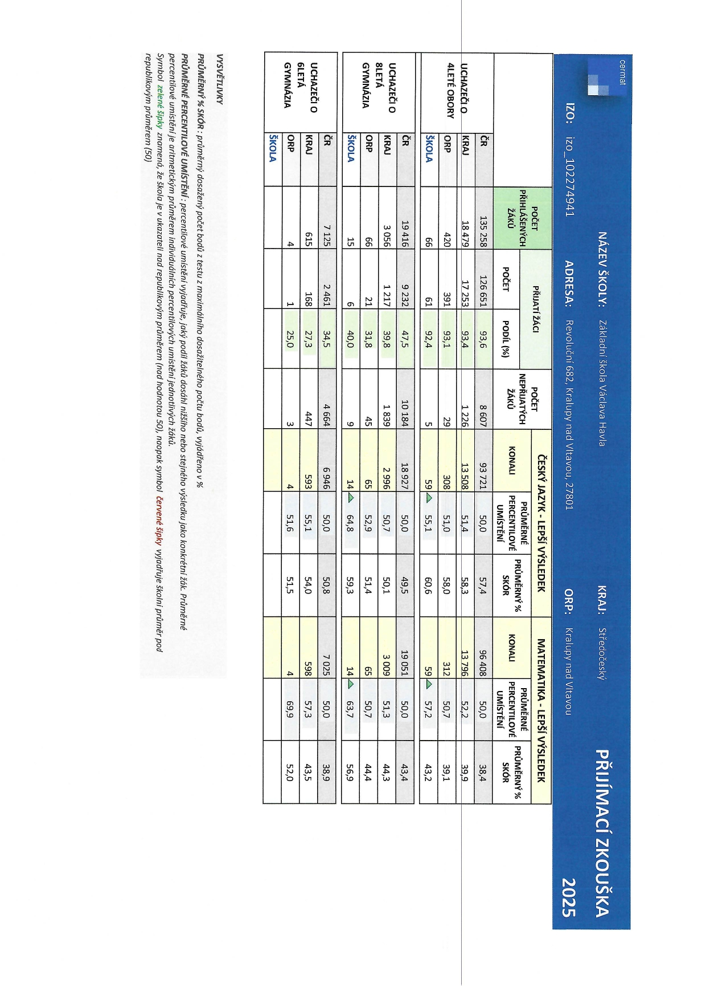 cermat
NÁZEV ŠKOLY: Základní škola Václava Havla KRAJ: Středočeský PŘIJÍMACÍ ZKOUŠKA
IZO: izo_102274941 ADRESA: Revoluční 682, Kralupy nad Vltavou, 27801 ORP: Kralupy nad Vltavou 2025
POČET PŘIHLÁŠENÝCH ŽÁKŮ PŘIJATÍ ŽÁCI POČET NEPŘIJATÝCH ŽÁKŮ ČESKÝ JAZYK - LEPŠÍ VÝSLEDEK MATEMATIKA - LEPŠÍ VÝSLEDEK
POČET PODÍL (%) KONALI PRŮMĚRNÉ PERCENTILOVÉ UMÍSTĚNÍ PRŮMĚRNÝ % SKÓR KONALI PRŮMĚRNÉ PERCENTILOVÉ UMÍSTĚNÍ PRŮMĚRNÝ % SKÓR
UCHAZEČI O 4LETÉ OBORY
ČR 135 258 126 651 93,6 8 607 93 721 50,0 57,4 96 408 50,0 38,4
KRAJ 18 479 17 253 93,4 1 226 13 508 51,4 58,3 13 796 52,2 39,9
ORP 420 391 93,1 29 308 51,0 58,0 312 50,7 39,1
ŠKOLA 66 61 92,4 5 59 55,1 60,6 59 57,2 43,2
UCHAZEČI O 8LETÁ GYMNÁZIA
ČR 19 416 9 232 47,5 10 184 18 927 50,0 49,5 19 051 50,0 43,4
KRAJ 3 056 1 217 39,8 1 839 2 996 50,7 50,1 3 009 51,3 44,3
ORP 66 21 31,8 45 65 52,9 51,4 65 50,7 44,4
ŠKOLA 15 6 40,0 9 14 64,8 59,3 14 63,7 56,9
UCHAZEČI O 6LETÁ GYMNÁZIA
ČR 7 125 2 461 34,5 4 664 6 946 50,0 50,8 7 025 50,0 38,9
KRAJ 615 168 27,3 447 593 55,1 54,0 598 57,3 43,5
ORP 4 1 25,0 3 4 51,6 51,5 4 69,9 52,0
ŠKOLA
VYSVĚTLIVKY
PRŮMĚRNÝ % SKÓR : průměrný dosažený počet bodů z testu z maximálního dosažitelného počtu bodů, vyjádřeno v %
PRŮMĚRNÉ PERCENTILOVÉ UMÍSTĚNÍ : percentilové umístění vyjadřuje, jaký podíl žáků dosáhl nižšího nebo stejného výsledku jako konkrétní žák. Průměrné
percentilové umístění je aritmetickým průměrem individuálních percentilových umístění jednotlivých žáků.
Symbol zelené šipky znamená, že škola je v ukazateli nad republikovým průměrem (nad hodnotou 50), naopak symbol červené šipky vyjadřuje školní průměr pod
republikovým průměrem (50)